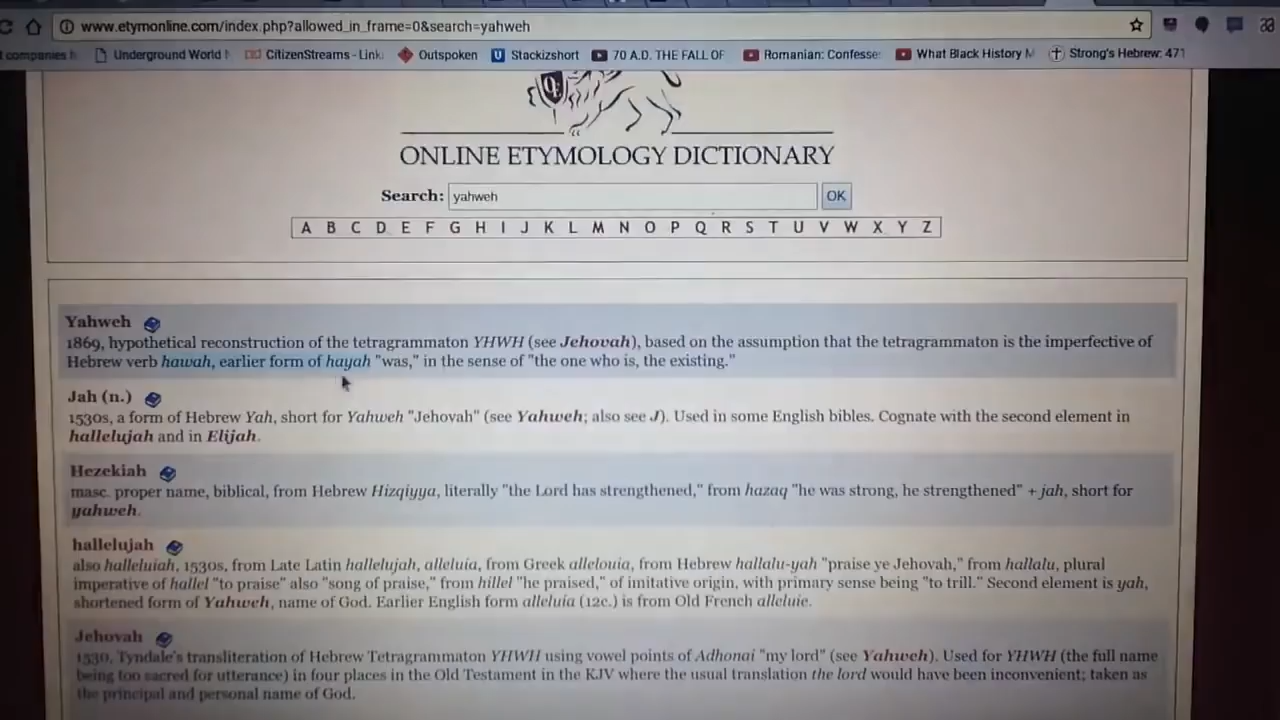 www.etymonline.com/index.php?allowed_in_frame=0&search=yahweh
t companies h Underground World N CitizenStreams - Link Outspoken Stackizshort 70 A.D. THE FALL OF Romanian: Confesse What Black History M Strong's Hebrew: 471
ONLINE ETYMOLOGY DICTIONARY
Search: yahweh OK
A B C D E F G H I J K L M N O P Q R S T U V W X Y Z
Yahweh
1869, hypothetical reconstruction of the tetragrammaton YHWH (see Jehovah), based on the assumption that the tetragrammaton is the imperfective of
Hebrew verb hawah, earlier form of hayah "was," in the sense of "the one who is, the existing."
Jah (n.)
1530s, a form of Hebrew Yah, short for Yahweh "Jehovah" (see Yahweh; also see J). Used in some English bibles. Cognate with the second element in
hallelujah and in Elijah.
Hezekiah
masc. proper name, biblical, from Hebrew Hizqiyya, literally "the Lord has strengthened," from hazaq "he was strong, he strengthened" + jah, short for
yahweh.
hallelujah
also halleluiah, 1530s, from Late Latin hallelujah, alleluia, from Greek allelouia, from Hebrew hallalu-yah "praise ye Jehovah," from hallalu, plural
imperative of hallel "to praise" also "song of praise," from hillel "he praised," of imitative origin, with primary sense being "to trill." Second element is yah,
shortened form of Yahweh, name of God. Earlier English form alleluia (12c.) is from Old French alleluie.
Jehovah
1530, Tyndale's transliteration of Hebrew Tetragrammaton YHWH using vowel points of Adhonai "my lord" (see Yahweh). Used for YHWH (the full name
being too sacred for utterance) in four places in the Old Testament in the KJV where the usual translation the lord would have been inconvenient; taken as
the principal and personal name of God.